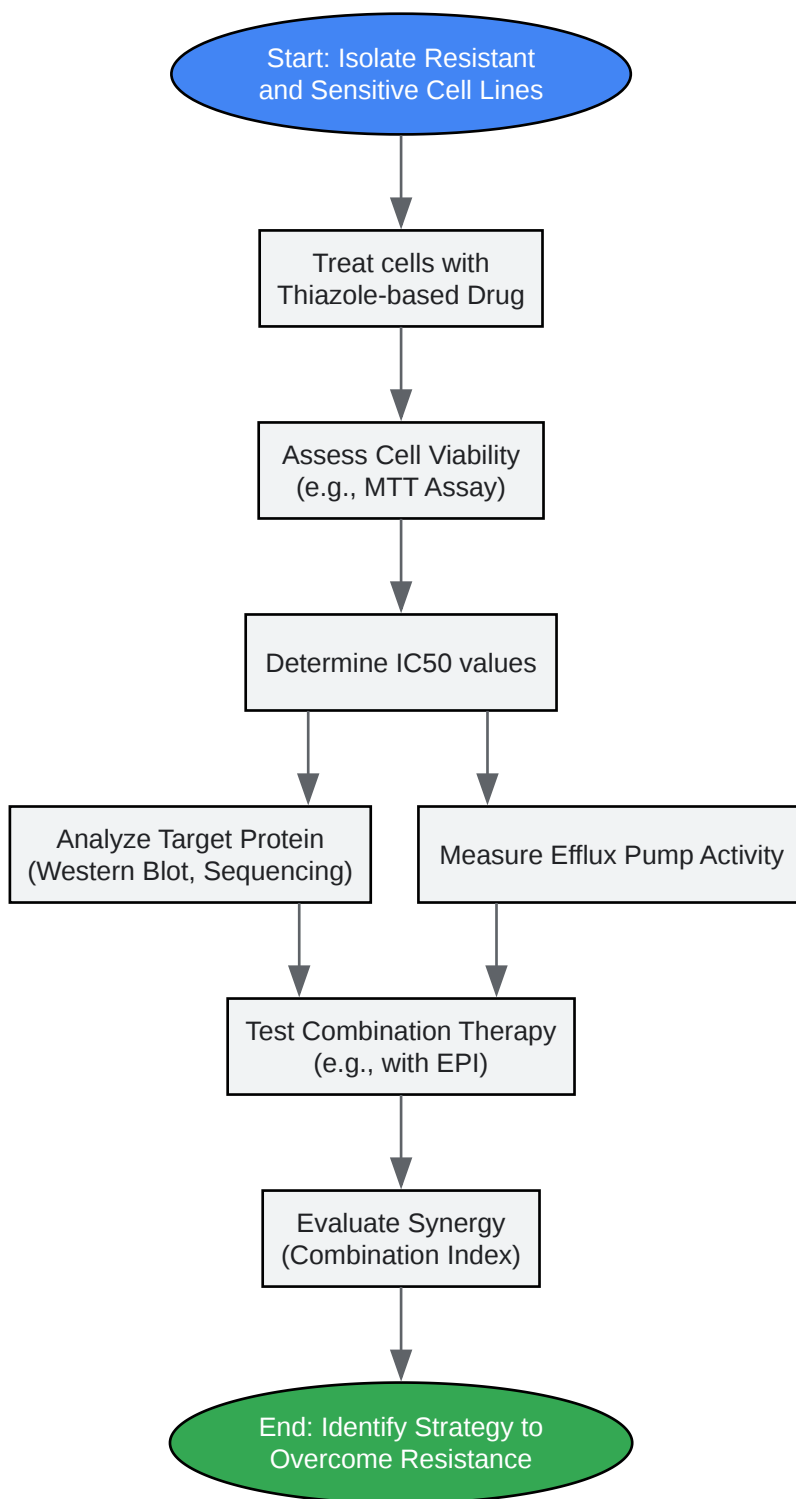 Start: Isolate Resistant
and Sensitive Cell Lines
Treat cells with
Thiazole-based Drug
Assess Cell Viability
(e.g., MTT Assay)
Determine IC50 values
Analyze Target Protein
(Western Blot, Sequencing)
Measure Efflux Pump Activity
Test Combination Therapy
(e.g., with EPI)
Evaluate Synergy
(Combination Index)
End: Identify Strategy to
Overcome Resistance